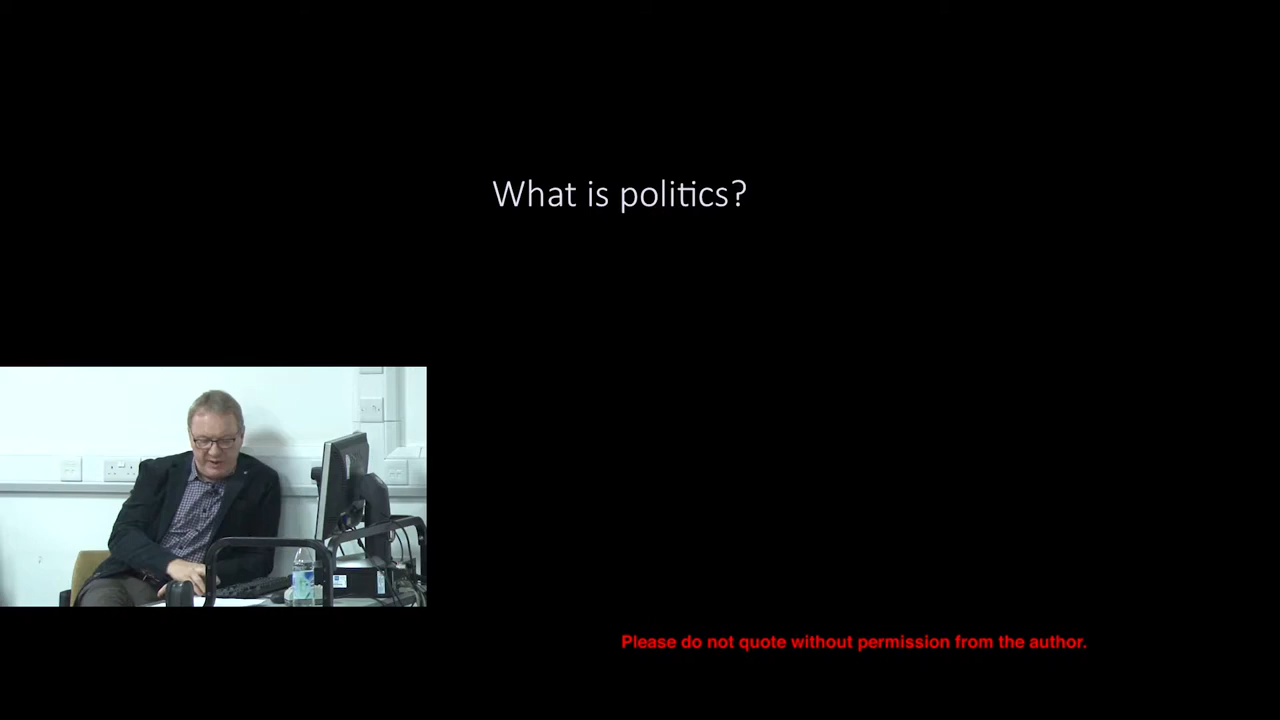 What is politics?
Please do not quote without permission from the author.